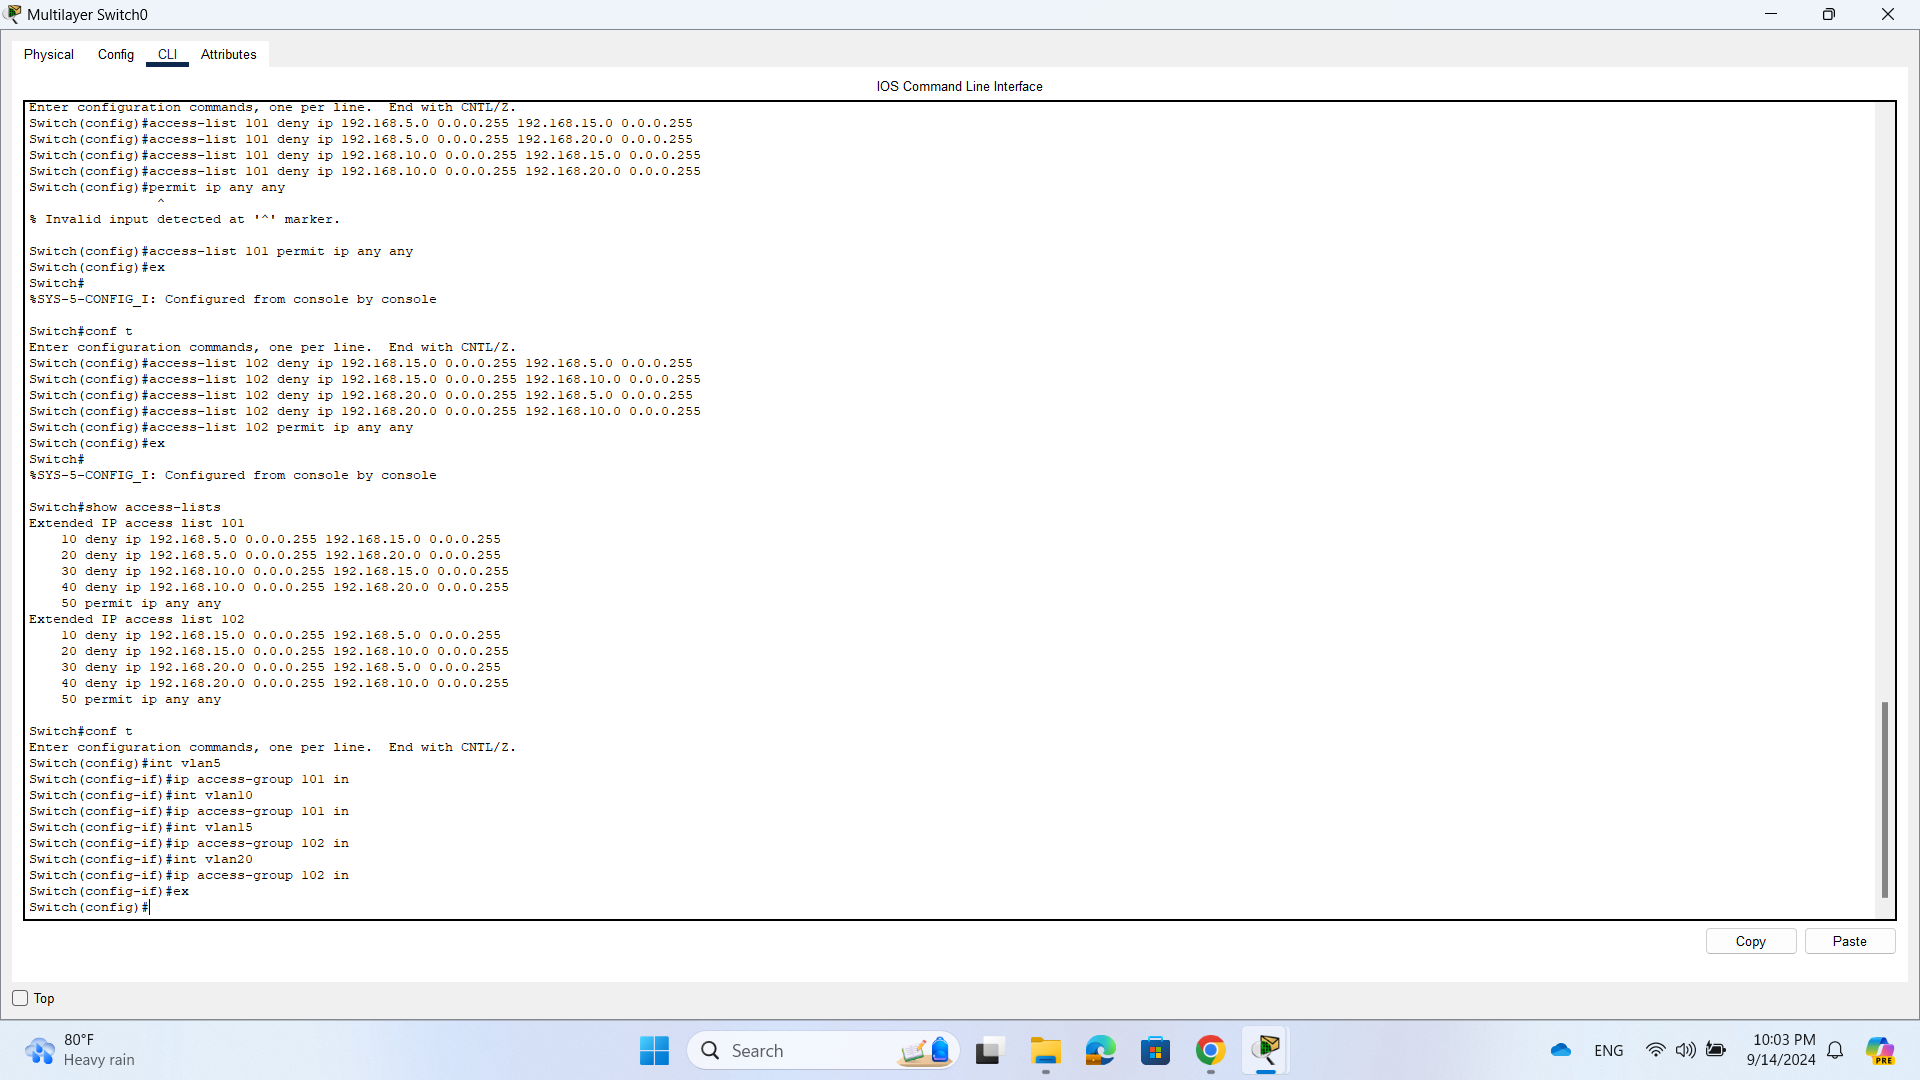 Multilayer Switch0
Physical Config CLI Attributes
IOS Command Line Interface
Enter configuration commands, one per line.  End with CNTL/Z.
Switch(config)#access-list 101 deny ip 192.168.5.0 0.0.0.255 192.168.15.0 0.0.0.255
Switch(config)#access-list 101 deny ip 192.168.5.0 0.0.0.255 192.168.20.0 0.0.0.255
Switch(config)#access-list 101 deny ip 192.168.10.0 0.0.0.255 192.168.15.0 0.0.0.255
Switch(config)#access-list 101 deny ip 192.168.10.0 0.0.0.255 192.168.20.0 0.0.0.255
Switch(config)#permit ip any any
^
% Invalid input detected at '^' marker.
Switch(config)#access-list 101 permit ip any any
Switch(config)#ex
Switch#
%SYS-5-CONFIG_I: Configured from console by console
Switch#conf t
Enter configuration commands, one per line.  End with CNTL/Z.
Switch(config)#access-list 102 deny ip 192.168.15.0 0.0.0.255 192.168.5.0 0.0.0.255
Switch(config)#access-list 102 deny ip 192.168.15.0 0.0.0.255 192.168.10.0 0.0.0.255
Switch(config)#access-list 102 deny ip 192.168.20.0 0.0.0.255 192.168.5.0 0.0.0.255
Switch(config)#access-list 102 deny ip 192.168.20.0 0.0.0.255 192.168.10.0 0.0.0.255
Switch(config)#access-list 102 permit ip any any
Switch(config)#ex
Switch#
%SYS-5-CONFIG_I: Configured from console by console
Switch#show access-lists
Extended IP access list 101
10 deny ip 192.168.5.0 0.0.0.255 192.168.15.0 0.0.0.255
20 deny ip 192.168.5.0 0.0.0.255 192.168.20.0 0.0.0.255
30 deny ip 192.168.10.0 0.0.0.255 192.168.15.0 0.0.0.255
40 deny ip 192.168.10.0 0.0.0.255 192.168.20.0 0.0.0.255
50 permit ip any any
Extended IP access list 102
10 deny ip 192.168.15.0 0.0.0.255 192.168.5.0 0.0.0.255
20 deny ip 192.168.15.0 0.0.0.255 192.168.10.0 0.0.0.255
30 deny ip 192.168.20.0 0.0.0.255 192.168.5.0 0.0.0.255
40 deny ip 192.168.20.0 0.0.0.255 192.168.10.0 0.0.0.255
50 permit ip any any
Switch#conf t
Enter configuration commands, one per line.  End with CNTL/Z.
Switch(config)#int vlan5
Switch(config-if)#ip access-group 101 in
Switch(config-if)#int vlan10
Switch(config-if)#ip access-group 101 in
Switch(config-if)#int vlan15
Switch(config-if)#ip access-group 102 in
Switch(config-if)#int vlan20
Switch(config-if)#ip access-group 102 in
Switch(config-if)#ex
Switch(config)#
Copy Paste
Top
80°F
Heavy rain
Search
ENG
10:03 PM
9/14/2024
PRE